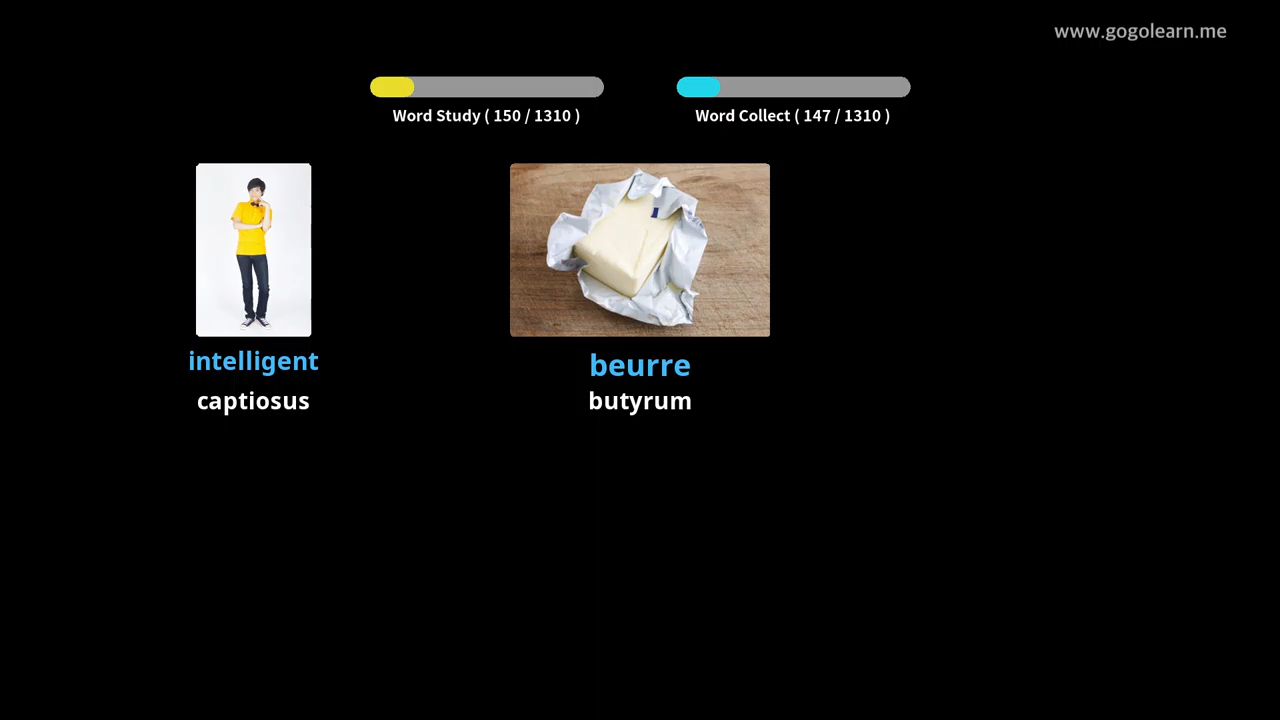 www.gogolearn.me
Word Study ( 150 / 1310 )
Word Collect ( 147 / 1310 )
intelligent
captiosus
beurre
butyrum